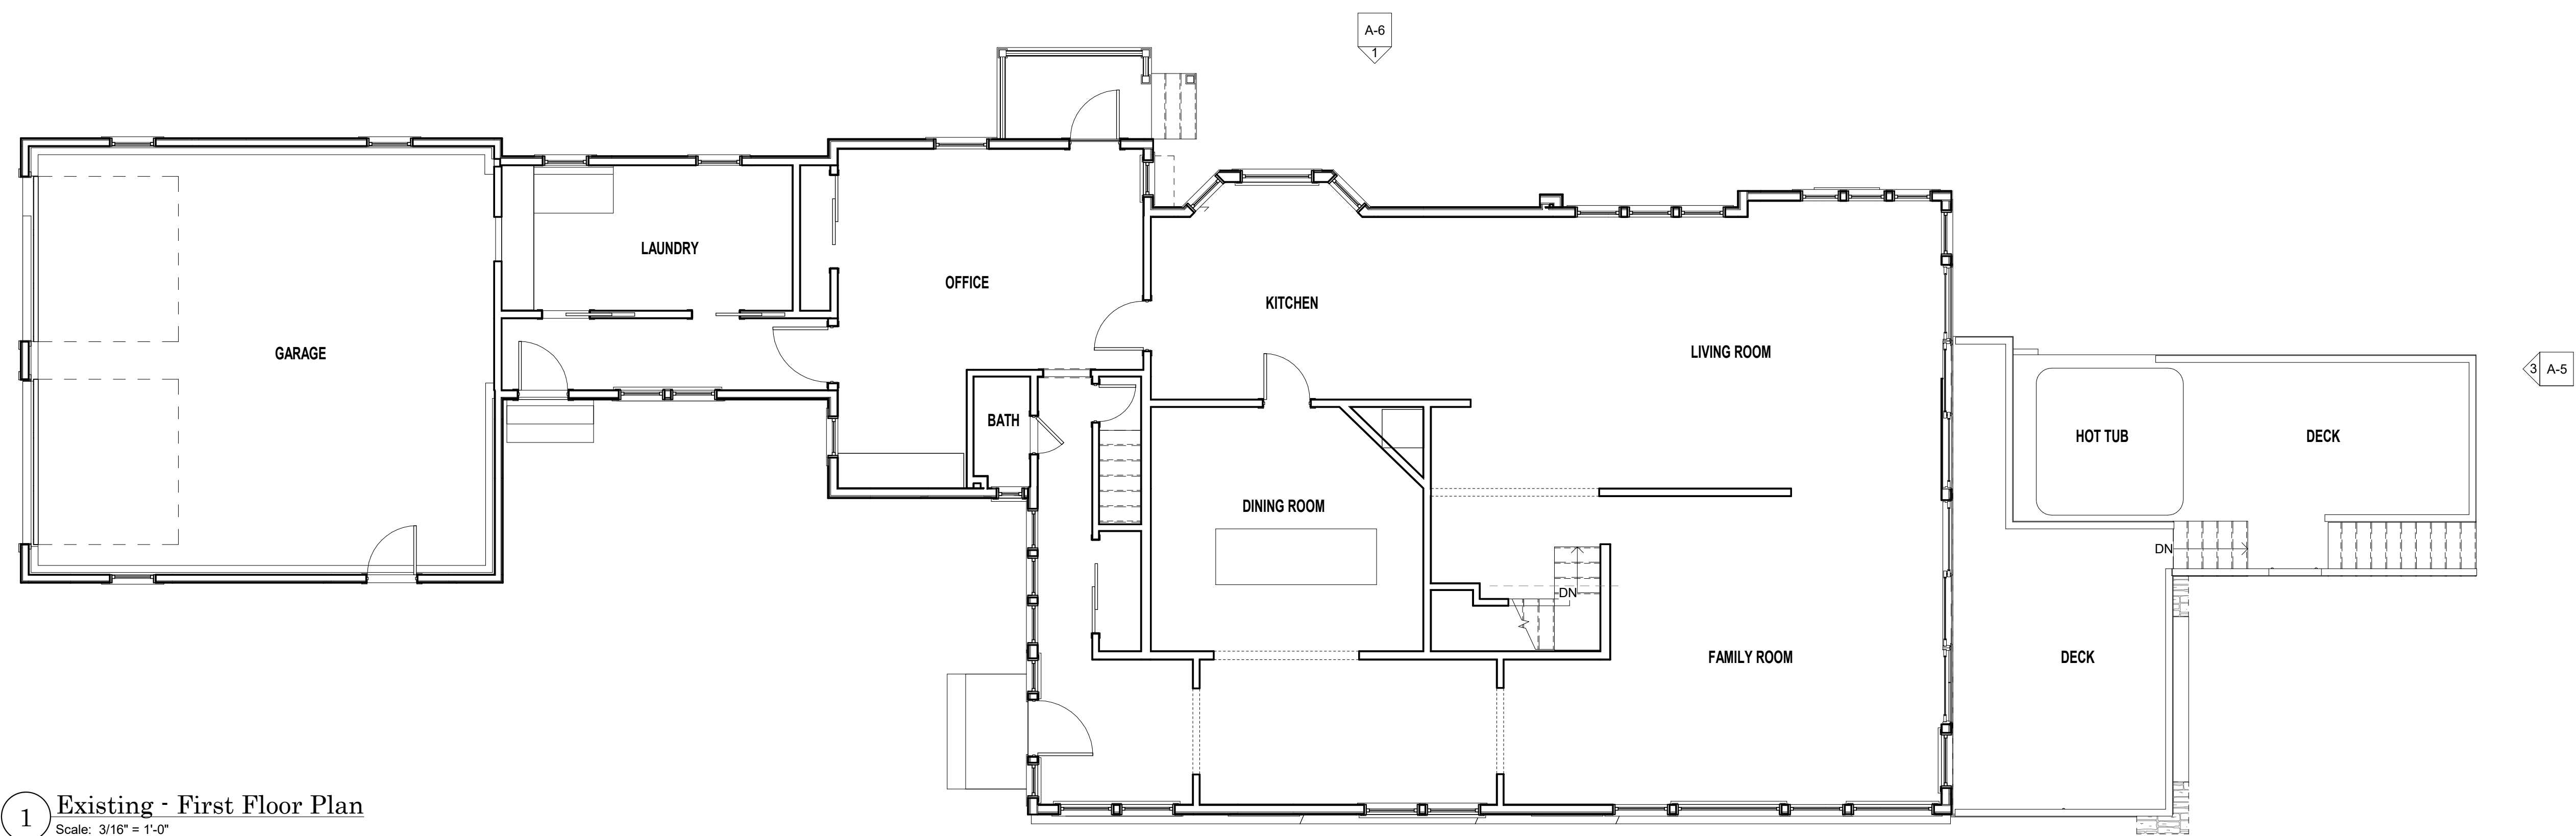 A-6
1
LAUNDRY
OFFICE
KITCHEN
GARAGE
LIVING ROOM
3 A-5
BATH
HOT TUB
DECK
DINING ROOM
DN
DN
FAMILY ROOM
DECK
1 Existing - First Floor Plan
Scale: 3/16" = 1'-0"